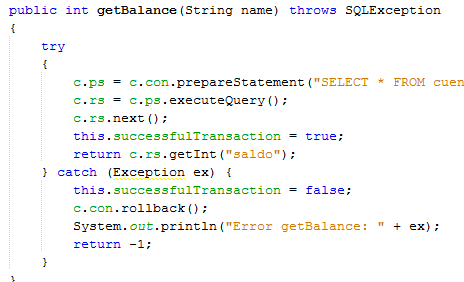 public int getBalance(String name) throws SQLException
{
    try
    {
        c.ps = c.con.prepareStatement("SELECT * FROM cuen
        c.rs = c.ps.executeQuery();
        c.rs.next();
        this.successfulTransaction = true;
        return c.rs.getInt("saldo");
    } catch (Exception ex) {
        this.successfulTransaction = false;
        c.con.rollback();
        System.out.println("Error getBalance: " + ex);
        return -1;
    }
}